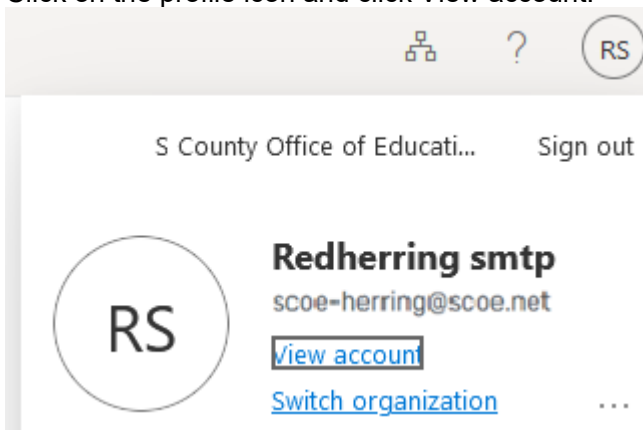 Click on the profile icon and click View account.
? RS
S County Office of Educati... Sign out
Redherring smtp
RS
scoe-herring@scoe.net
View account
Switch organization ...